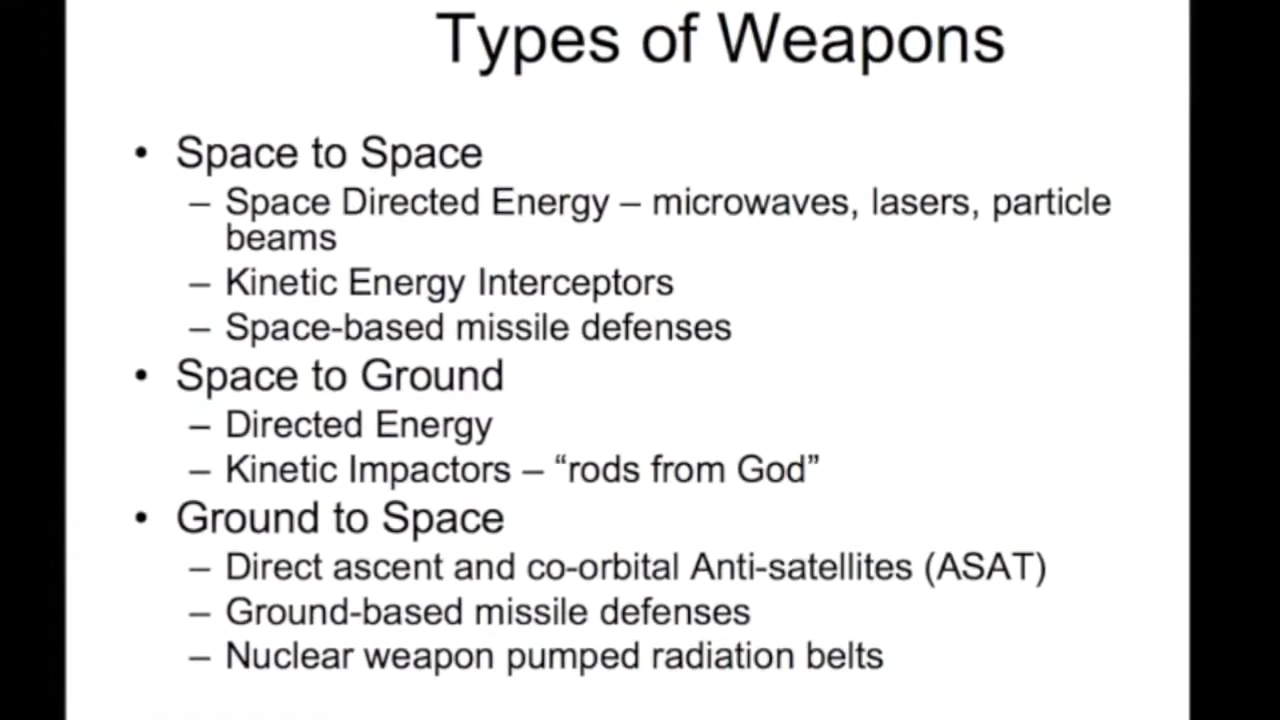 Types of Weapons
• Space to Space
– Space Directed Energy – microwaves, lasers, particle
beams
– Kinetic Energy Interceptors
– Space-based missile defenses
• Space to Ground
– Directed Energy
– Kinetic Impactors – “rods from God”
• Ground to Space
– Direct ascent and co-orbital Anti-satellites (ASAT)
– Ground-based missile defenses
– Nuclear weapon pumped radiation belts